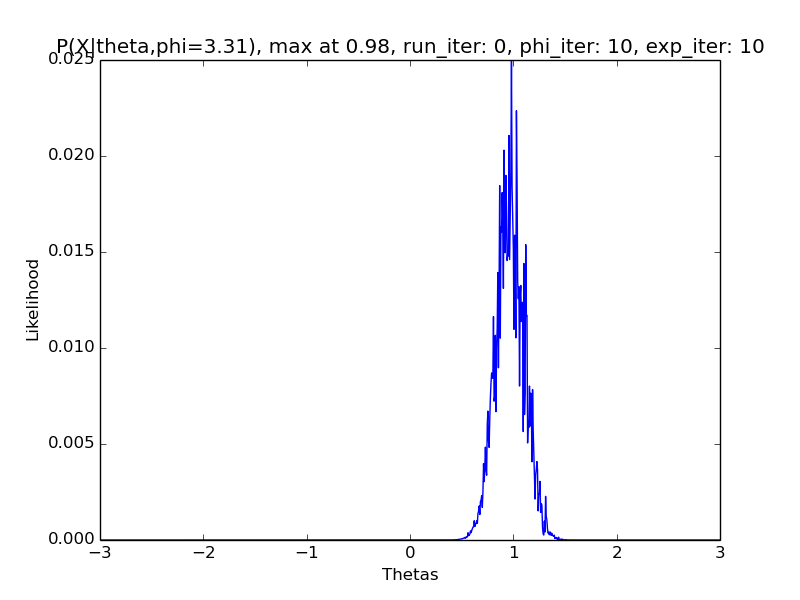 P(X|theta,phi=3.31), max at 0.98, run_iter: 0, phi_iter: 10, exp_iter: 10
0.025
0.020
0.015
0.010
0.005
0.000
Likelihood
−3 −2 −1 0 1 2 3
Thetas